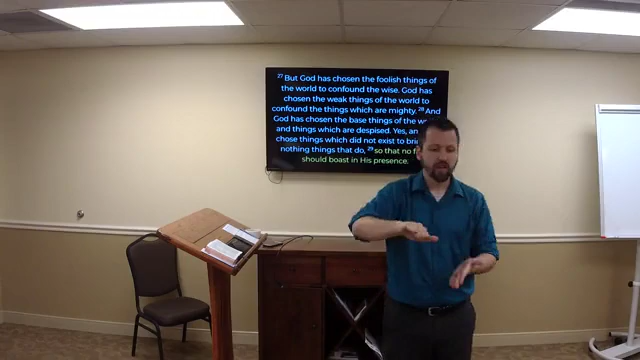 27 But God has chosen the foolish things of
the world to confound the wise. God has
chosen the weak things of the world to
confound the things which are mighty. 28 And
God has chosen the base things of the
and things which are despised. Yes,
chose things which did not exist to
nothing things that do, 29 so that no
should boast in His presence.